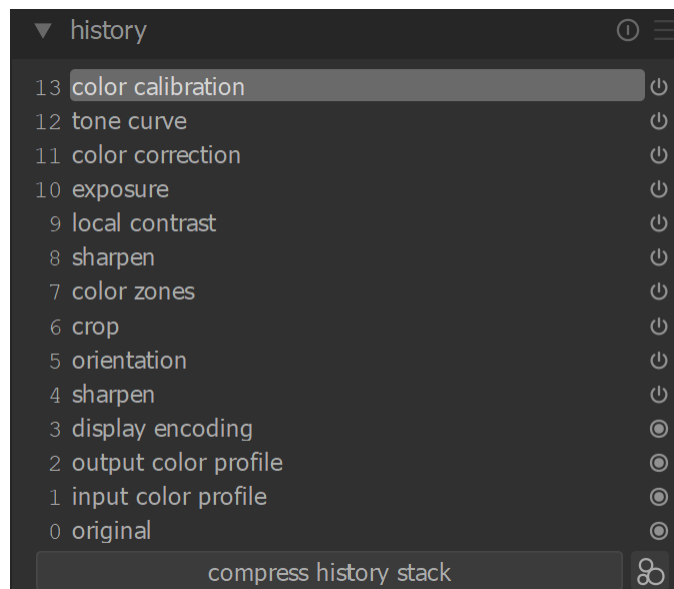 history
13 color calibration
12 tone curve
11 color correction
10 exposure
9 local contrast
8 sharpen
7 color zones
6 crop
5 orientation
4 sharpen
3 display encoding
2 output color profile
1 input color profile
0 original
compress history stack